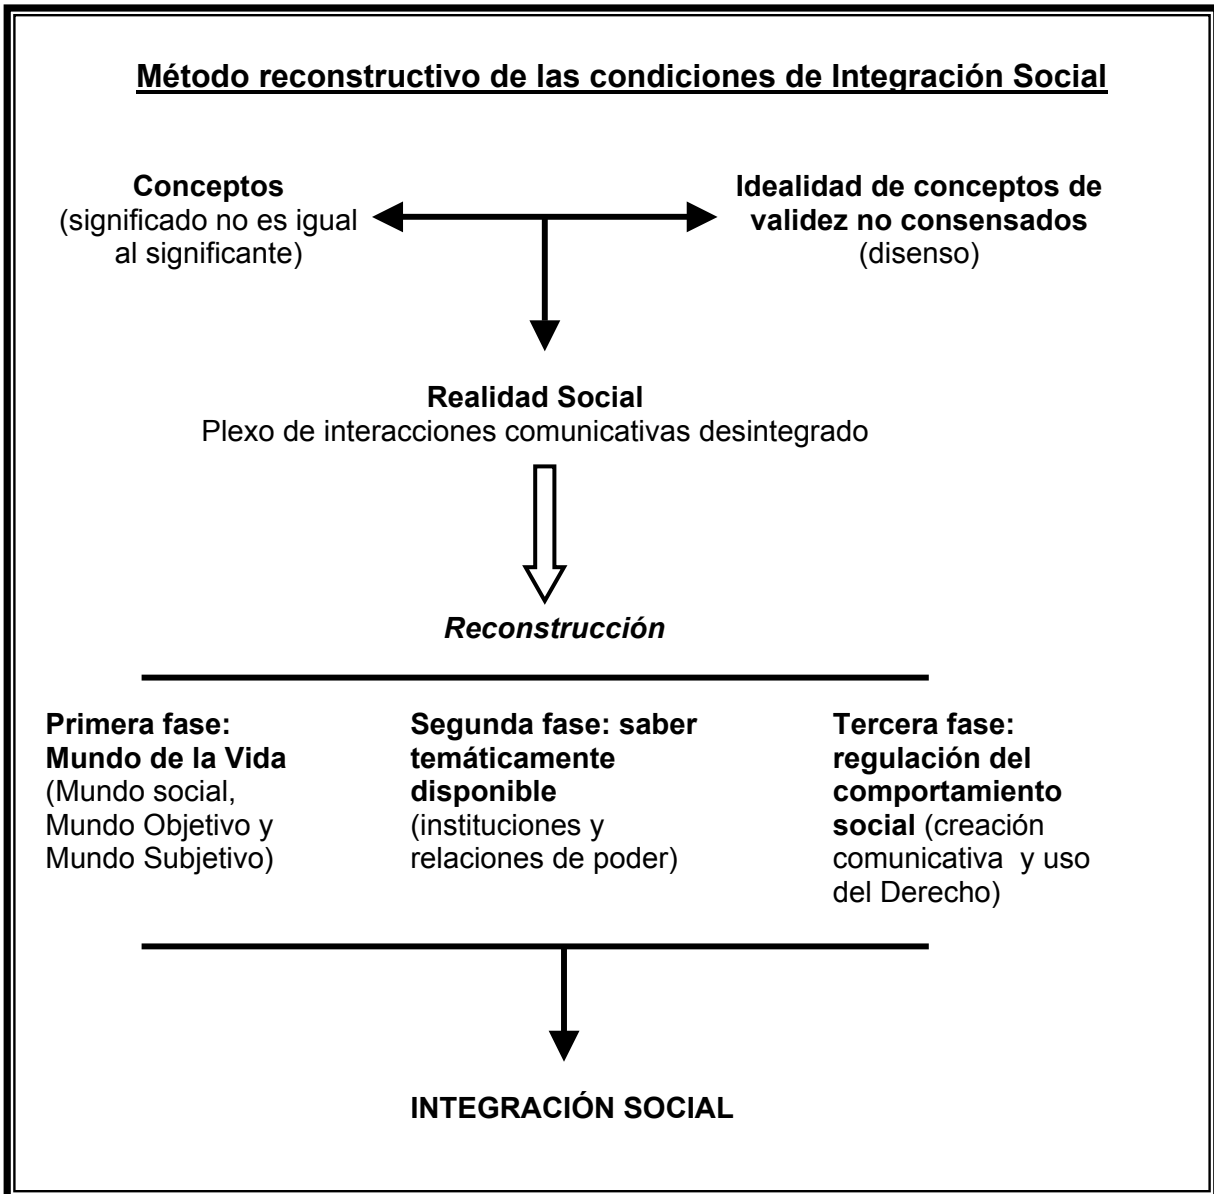 Método reconstructivo de las condiciones de Integración Social
Conceptos
(significado no es igual
al significante)
Idealidad de conceptos de
validez no consensados
(disenso)
Realidad Social
Plexo de interacciones comunicativas desintegrado
Reconstrucción
Primera fase:
Mundo de la Vida
(Mundo social,
Mundo Objetivo y
Mundo Subjetivo)
Segunda fase: saber
temáticamente
disponible
(instituciones y
relaciones de poder)
Tercera fase:
regulación del
comportamiento
social (creación
comunicativa  y uso
del Derecho)
INTEGRACIÓN SOCIAL